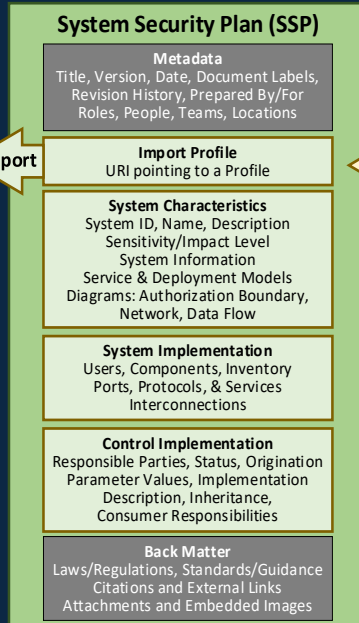 System Security Plan (SSP)
Metadata
Title, Version, Date, Document Labels,
Revision History, Prepared By/For
Roles, People, Teams, Locations
port
Import Profile
URI pointing to a Profile
System Characteristics
System ID, Name, Description
Sensitivity/Impact Level
System Information
Service & Deployment Models
Diagrams: Authorization Boundary,
Network, Data Flow
System Implementation
Users, Components, Inventory
Ports, Protocols, & Services
Interconnections
Control Implementation
Responsible Parties, Status, Origination
Parameter Values, Implementation
Description, Inheritance,
Consumer Responsibilities
Back Matter
Laws/Regulations, Standards/Guidance
Citations and External Links
Attachments and Embedded Images